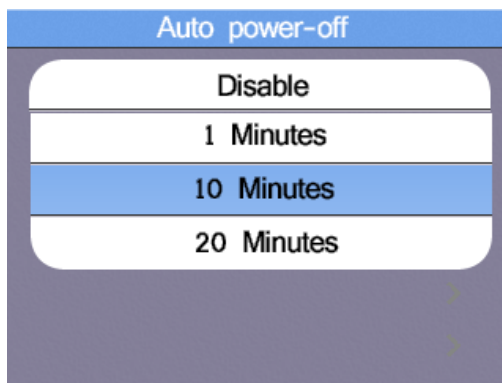 Auto power-off
Disable
1 Minutes
10 Minutes
20 Minutes